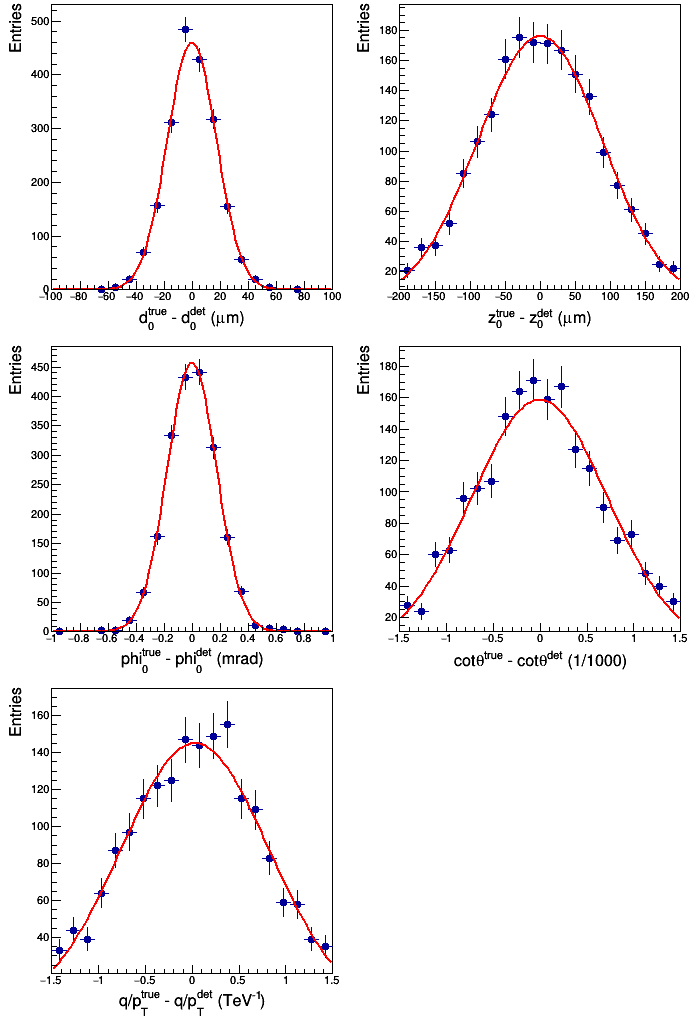 Entries
500
400
300
200
100
0
−100 −80 −60 −40 −20 0 20 40 60 80 100
d₀ᵗʳᵘᵉ - d₀ᵈᵉᵗ (μm)
Entries
180
160
140
120
100
80
60
40
20
−200 −150 −100 −50 0 50 100 150 200
z₀ᵗʳᵘᵉ - z₀ᵈᵉᵗ (μm)
Entries
450
400
350
300
250
200
150
100
50
0
−1 −0.8 −0.6 −0.4 −0.2 0 0.2 0.4 0.6 0.8 1
phi₀ᵗʳᵘᵉ - phi₀ᵈᵉᵗ (mrad)
Entries
180
160
140
120
100
80
60
40
20
−1.5 −1 −0.5 0 0.5 1 1.5
cotθᵗʳᵘᵉ - cotθᵈᵉᵗ (1/1000)
Entries
160
140
120
100
80
60
40
−1.5 −1 −0.5 0 0.5 1 1.5
q/p_T^true - q/p_T^det (TeV⁻¹)